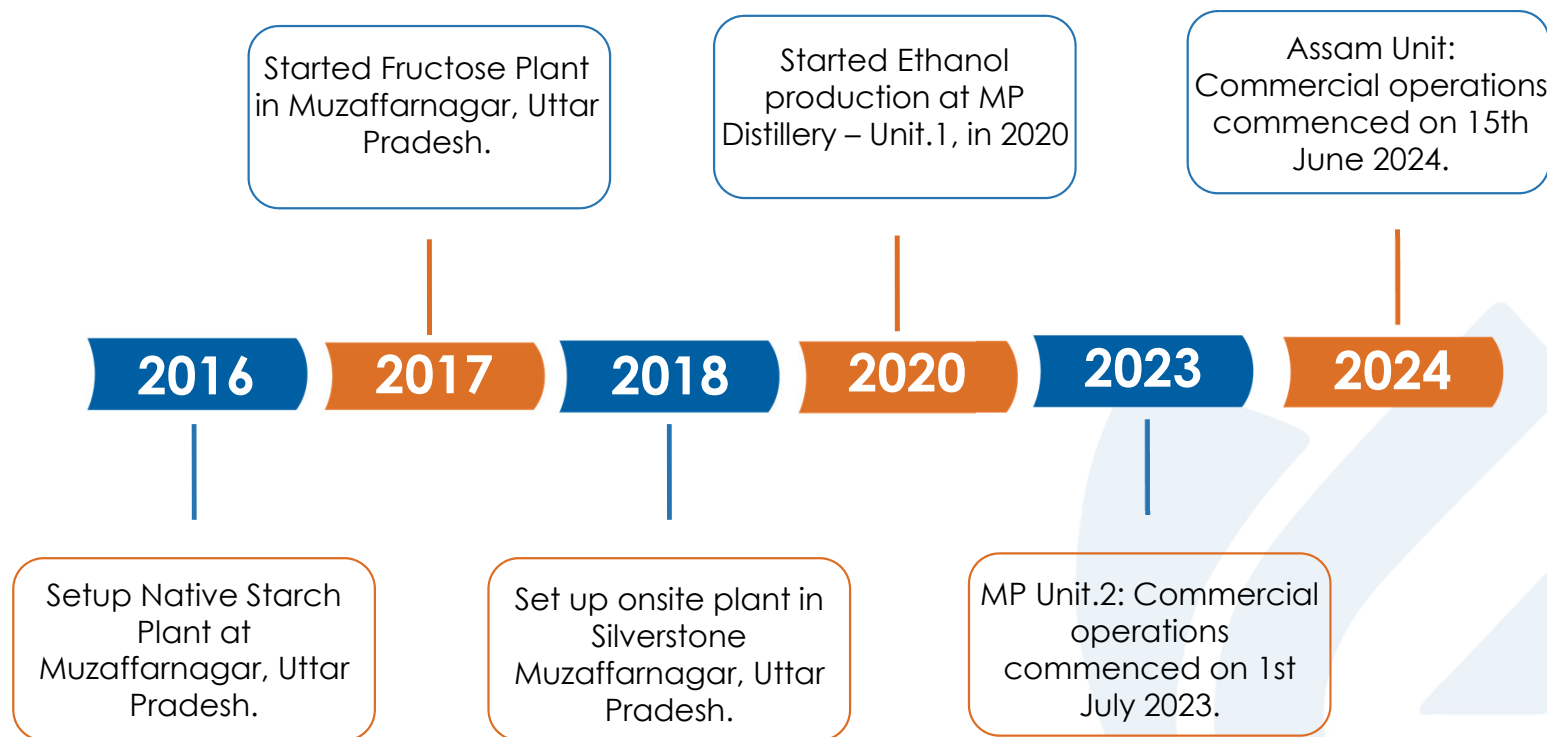 Started Fructose Plant
in Muzaffarnagar, Uttar
Pradesh.
Started Ethanol
production at MP
Distillery – Unit.1, in 2020
Assam Unit:
Commercial operations
commenced on 15th
June 2024.
2016
2017
2018
2020
2023
2024
Setup Native Starch
Plant at
Muzaffarnagar, Uttar
Pradesh.
Set up onsite plant in
Silverstone
Muzaffarnagar, Uttar
Pradesh.
MP Unit.2: Commercial
operations
commenced on 1st
July 2023.